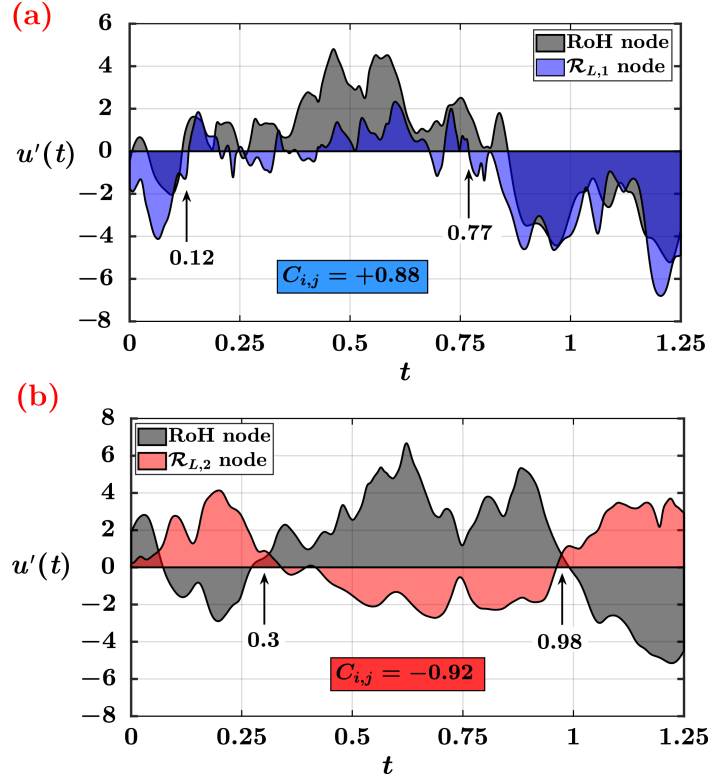 (a)
6
4
2
0
−2
−4
−6
−8
u′(t)
RoH node
𝓡_{L,1} node
0.12
0.77
C_{i,j} = +0.88
0 0.25 0.5 0.75 1 1.25
t
(b)
8
6
4
2
0
−2
−4
−6
−8
u′(t)
RoH node
𝓡_{L,2} node
0.3
0.98
C_{i,j} = −0.92
0 0.25 0.5 0.75 1 1.25
t